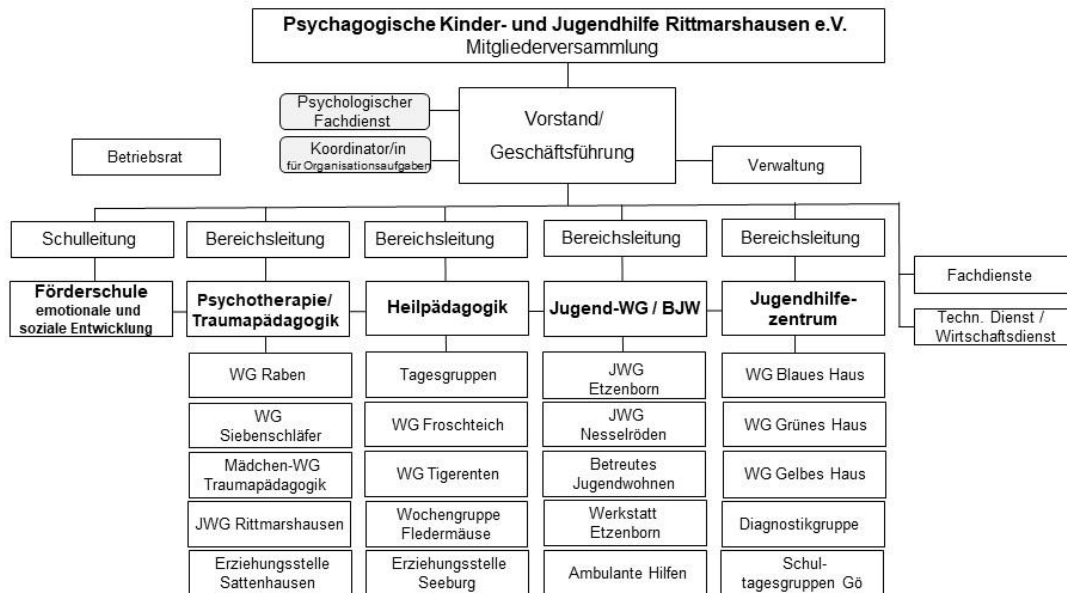 Psychagogische Kinder- und Jugendhilfe Rittmarshausen e.V.
Mitgliederversammlung
Psychologischer
Fachdienst
Vorstand/
Geschäftsführung
Koordinator/in
für Organisationsaufgaben
Betriebsrat
Verwaltung
Schulleitung
Bereichsleitung
Bereichsleitung
Bereichsleitung
Bereichsleitung
Fachdienste
Techn. Dienst /
Wirtschaftsdienst
Förderschule
emotionale und
soziale Entwicklung
Psychotherapie/
Traumapädagogik
Heilpädagogik
Jugend-WG / BJW
Jugendhilfe-
zentrum
WG Raben
WG
Siebenschläfer
Mädchen-WG
Traumapädagogik
JWG Rittmarshausen
Erziehungsstelle
Sattenhausen
Tagesgruppen
WG Froschteich
WG Tigerenten
Wochengruppe
Fledermäuse
Erziehungsstelle
Seeburg
JWG
Etzenborn
JWG
Nesselröden
Betreutes
Jugendwohnen
Werkstatt
Etzenborn
Ambulante Hilfen
WG Blaues Haus
WG Grünes Haus
WG Gelbes Haus
Diagnostikgruppe
Schul-
tagesgruppen Gö